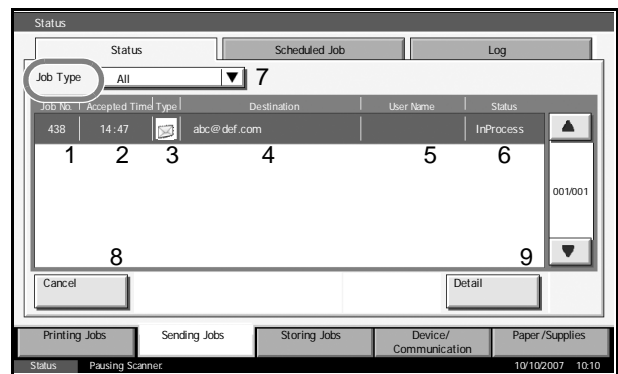 Status
Status Scheduled Job Log
Job Type All 7
Job No. Accepted Time Type Destination User Name Status
438 14:47 abc@def.com InProcess
1 2 3 4 5 6
001/001
8 9
Cancel Detail
Printing Jobs Sending Jobs Storing Jobs Device/ Paper/Supplies
Communication
Status Pausing Scanner. 10/10/2007 10:10